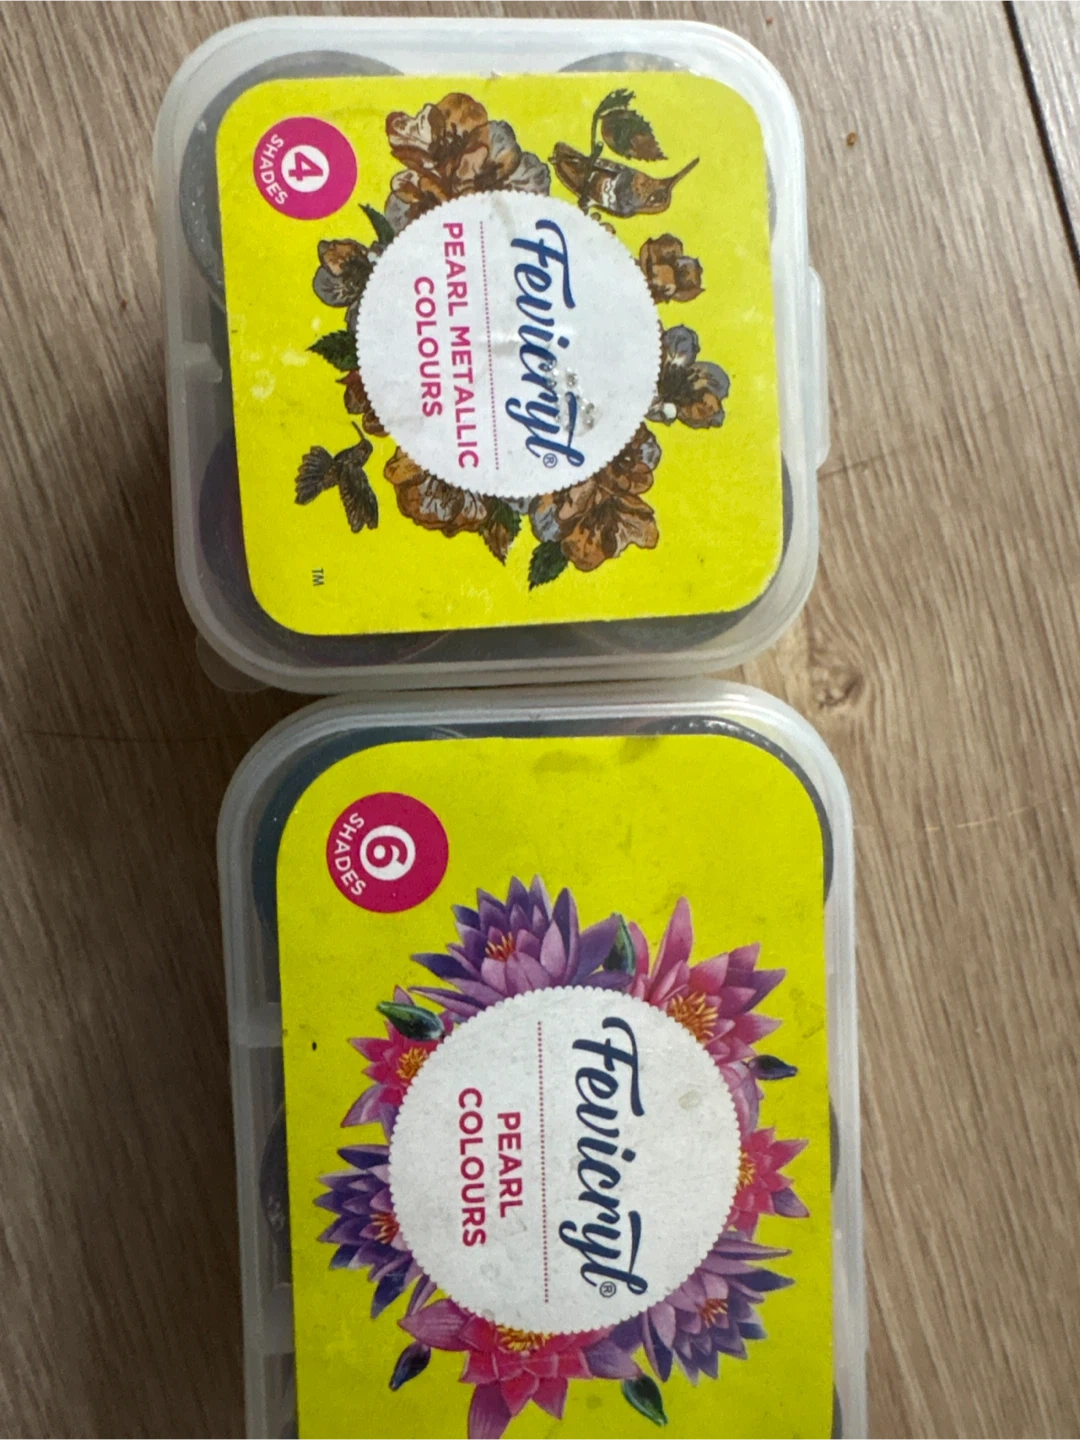 4
SHADES
Fevicryl®
PEARL METALLIC
COLOURS
TM
6
SHADES
Fevicryl®
PEARL
COLOURS